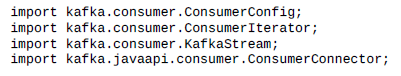 import kafka.consumer.ConsumerConfig;
import kafka.consumer.ConsumerIterator;
import kafka.consumer.KafkaStream;
import kafka.javaapi.consumer.ConsumerConnector;